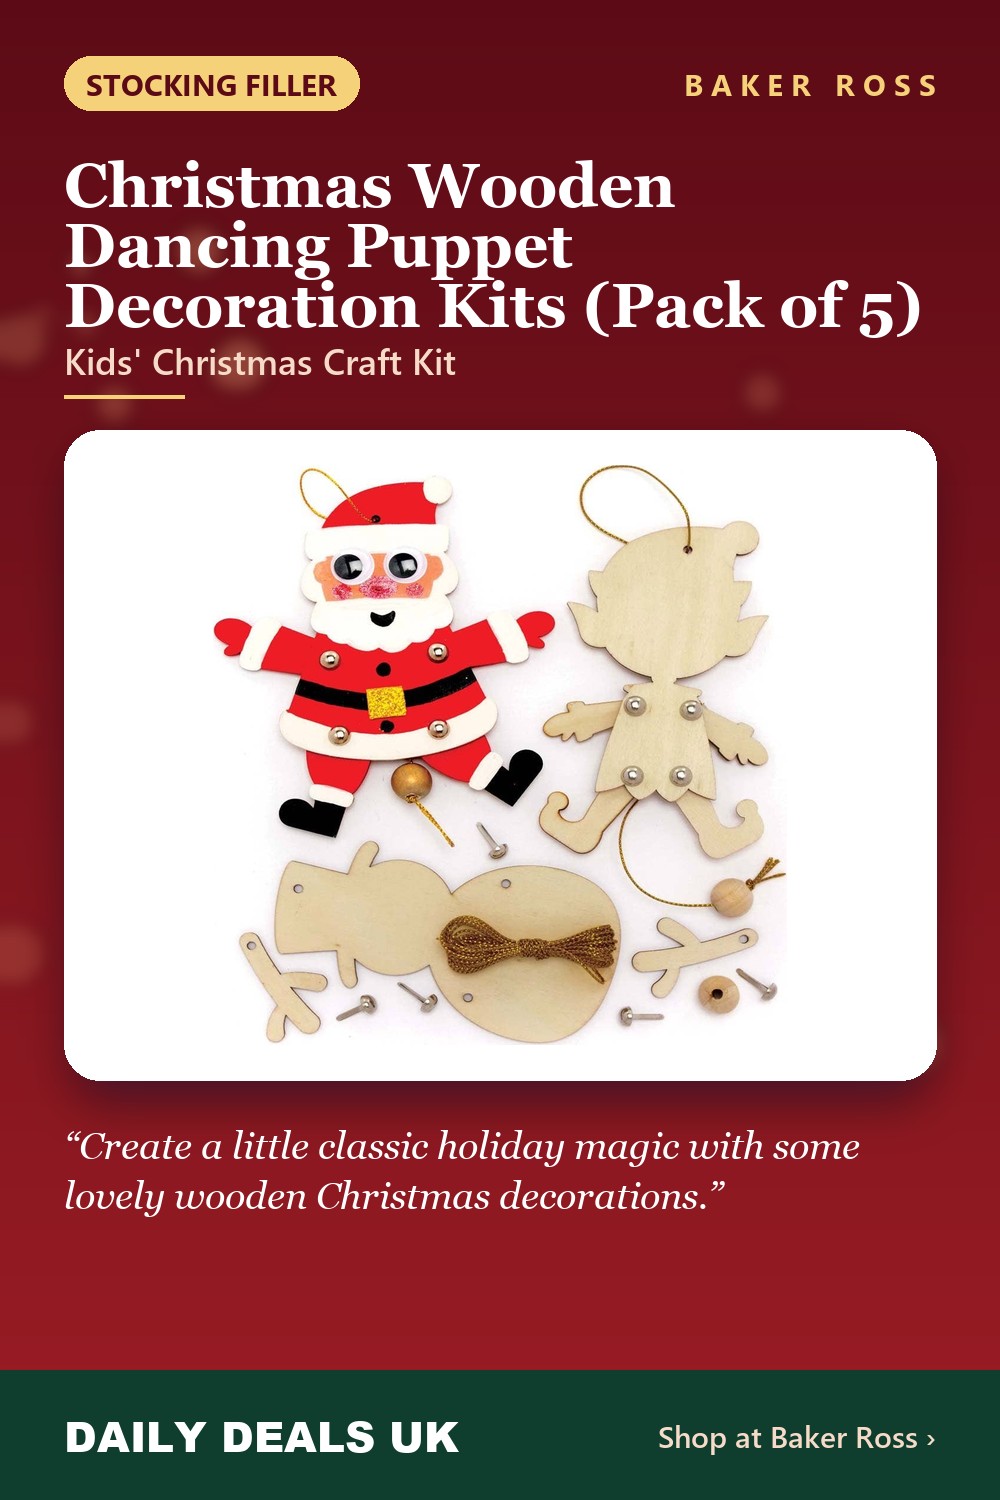 STOCKING FILLER
BAKER ROSS
Christmas Wooden
Dancing Puppet
Decoration Kits (Pack of 5)
Kids' Christmas Craft Kit
“Create a little classic holiday magic with some
lovely wooden Christmas decorations.”
DAILY DEALS UK
Shop at Baker Ross ›